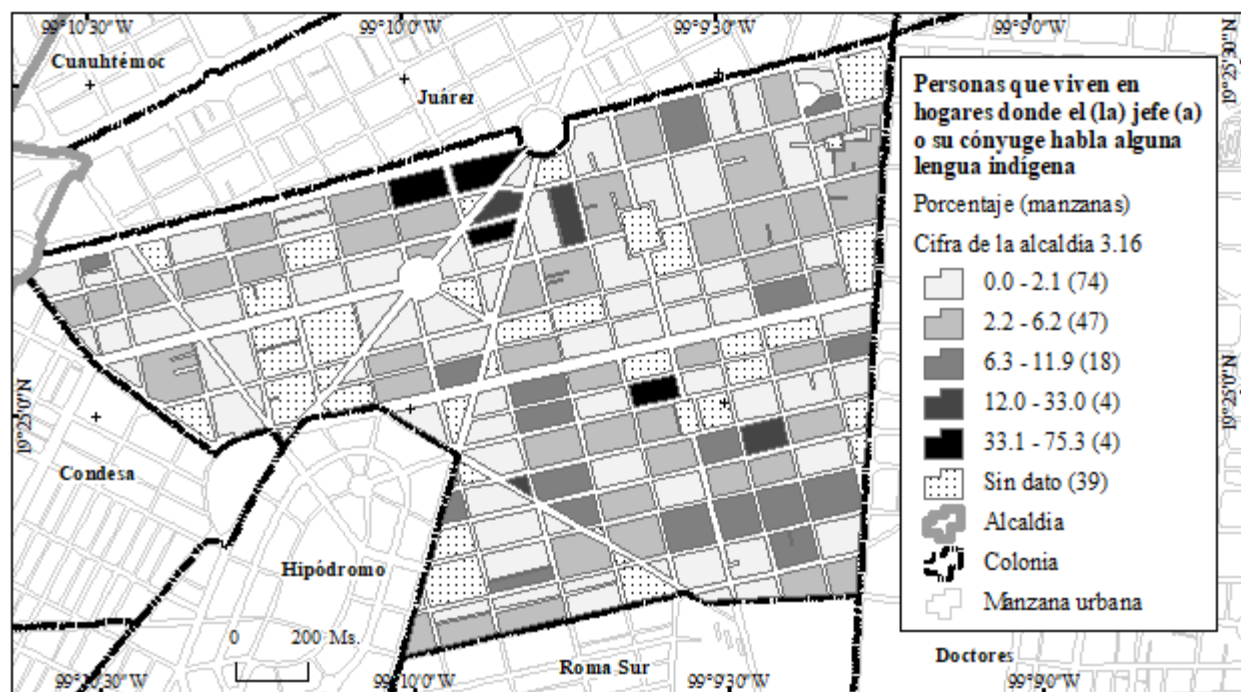 99°10'30"W 99°10'0"W 99°9'30"W 99°9'0"W
Cuauhtémoc
Juárez
19°25'30"N
Personas que viven en
hogares donde el (la) jefe (a)
o su cónyuge habla alguna
lengua indígena
Porcentaje (manzanas)
Cifra de la alcaldía 3.16
0.0 - 2.1 (74)
2.2 - 6.2 (47)
6.3 - 11.9 (18)
12.0 - 33.0 (4)
33.1 - 75.3 (4)
Sin dato (39)
Alcaldía
Colonia
Manzana urbana
19°25'0"N
19°25'0"N
Condesa
Hipódromo
0 200 Ms.
Roma Sur
Doctores
99°10'30"W 99°10'0"W 99°9'30"W 99°9'0"W